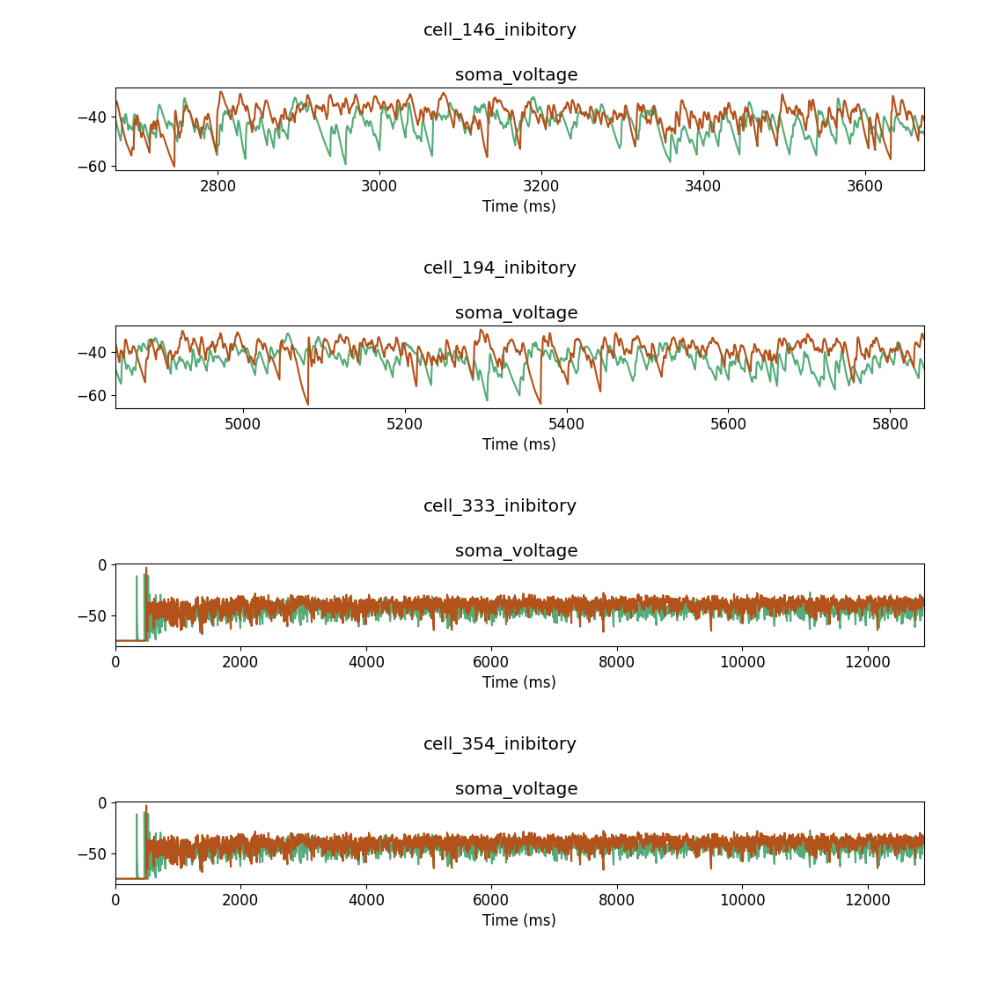 cell_146_inibitory
soma_voltage
−40
−60
2800 3000 3200 3400 3600
Time (ms)
cell_194_inibitory
soma_voltage
−40
−60
5000 5200 5400 5600 5800
Time (ms)
cell_333_inibitory
soma_voltage
0
−50
0 2000 4000 6000 8000 10000 12000
Time (ms)
cell_354_inibitory
soma_voltage
0
−50
0 2000 4000 6000 8000 10000 12000
Time (ms)